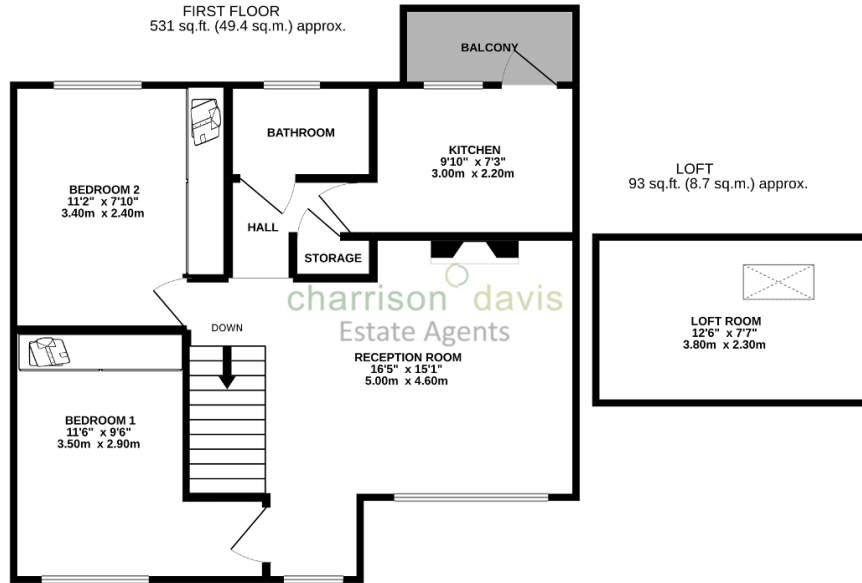 FIRST FLOOR
531 sq.ft. (49.4 sq.m.) approx.
BALCONY
BATHROOM
KITCHEN
9'10" x 7'3"
3.00m x 2.20m
LOFT
93 sq.ft. (8.7 sq.m.) approx.
BEDROOM 2
11'2" x 7'10"
3.40m x 2.40m
HALL
STORAGE
charrison davis
Estate Agents
DOWN
LOFT ROOM
12'6" x 7'7"
3.80m x 2.30m
RECEPTION ROOM
16'5" x 15'1"
5.00m x 4.60m
BEDROOM 1
11'6" x 9'6"
3.50m x 2.90m